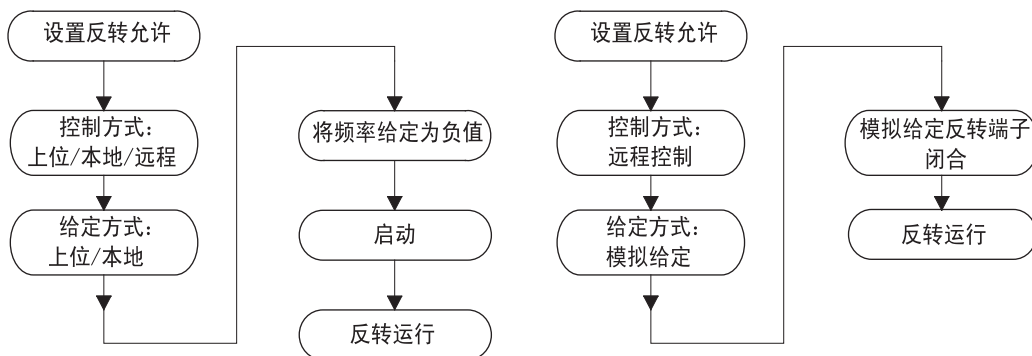 设置反转允许
控制方式：
上位/本地/远程
给定方式：
上位/本地
将频率给定为负值
启动
反转运行
设置反转允许
控制方式：
远程控制
给定方式：
模拟给定
模拟给定反转端子
闭合
反转运行